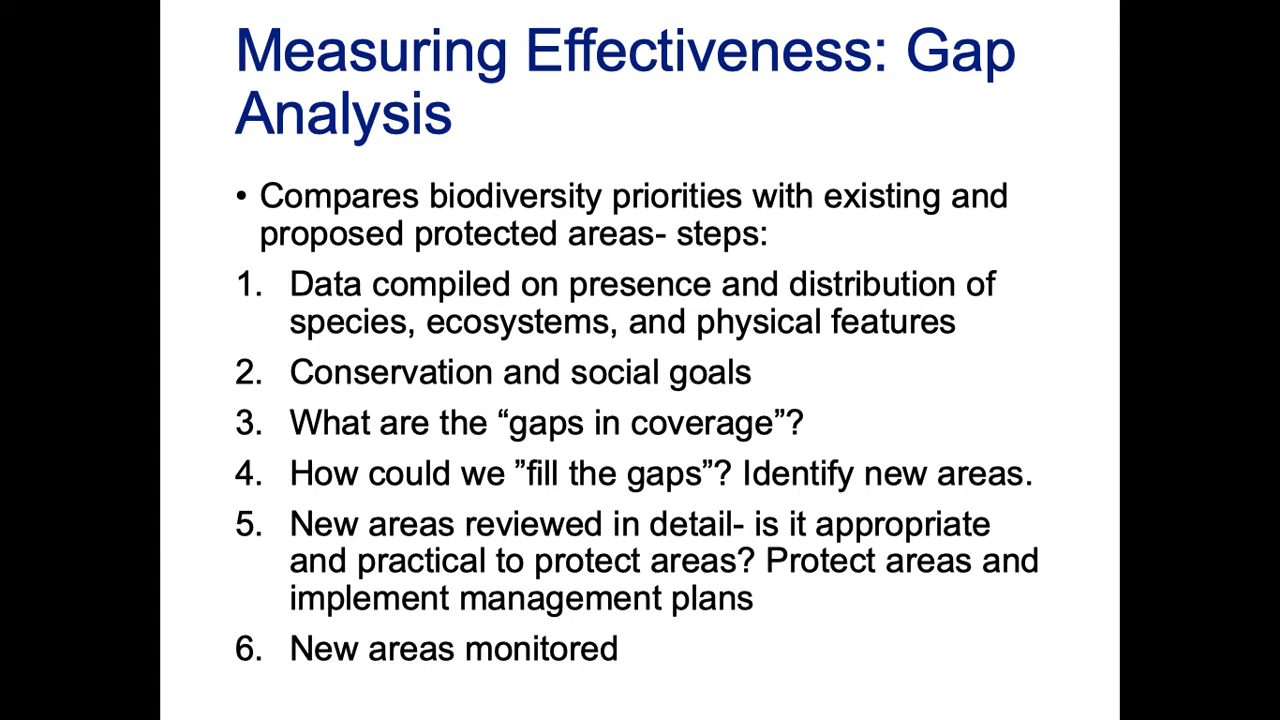 Measuring Effectiveness: Gap
Analysis
• Compares biodiversity priorities with existing and
proposed protected areas- steps:
1. Data compiled on presence and distribution of
species, ecosystems, and physical features
2. Conservation and social goals
3. What are the “gaps in coverage”?
4. How could we ”fill the gaps”? Identify new areas.
5. New areas reviewed in detail- is it appropriate
and practical to protect areas? Protect areas and
implement management plans
6. New areas monitored